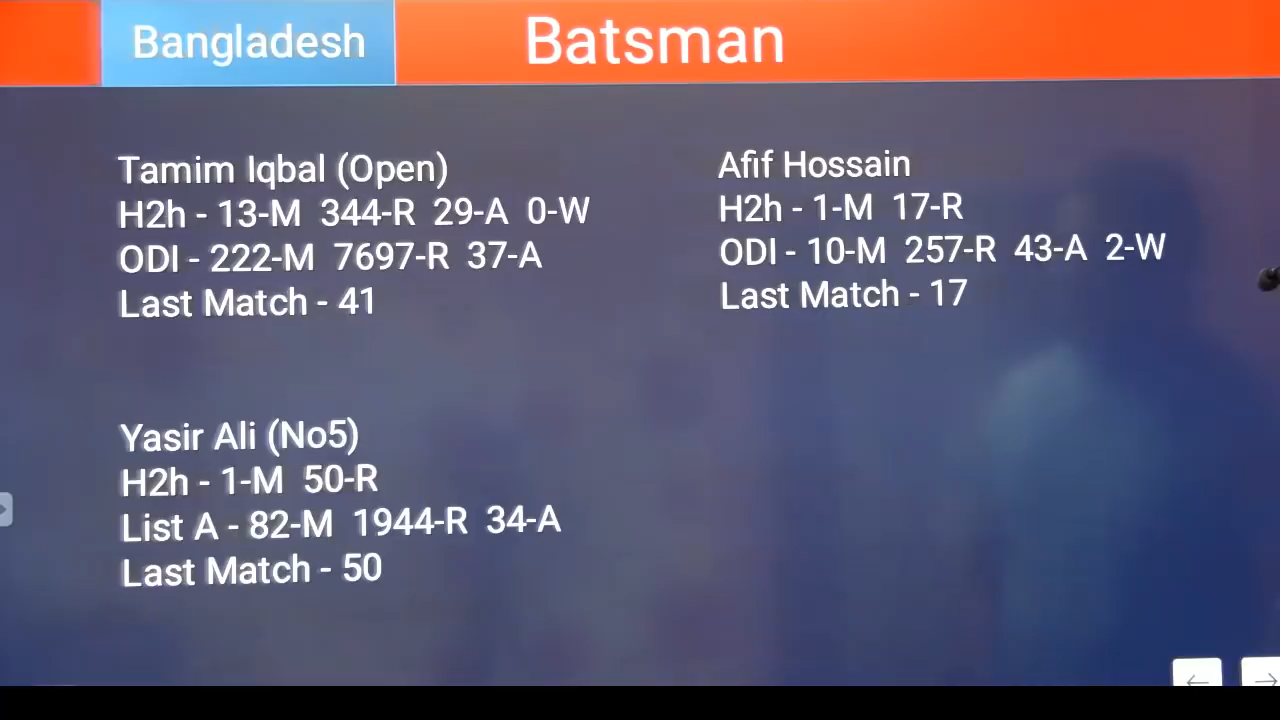 Bangladesh
Batsman
Tamim Iqbal (Open)
H2h - 13-M 344-R 29-A 0-W
ODI - 222-M 7697-R 37-A
Last Match - 41
Afif Hossain
H2h - 1-M 17-R
ODI - 10-M 257-R 43-A 2-W
Last Match - 17
Yasir Ali (No5)
H2h - 1-M 50-R
List A - 82-M 1944-R 34-A
Last Match - 50